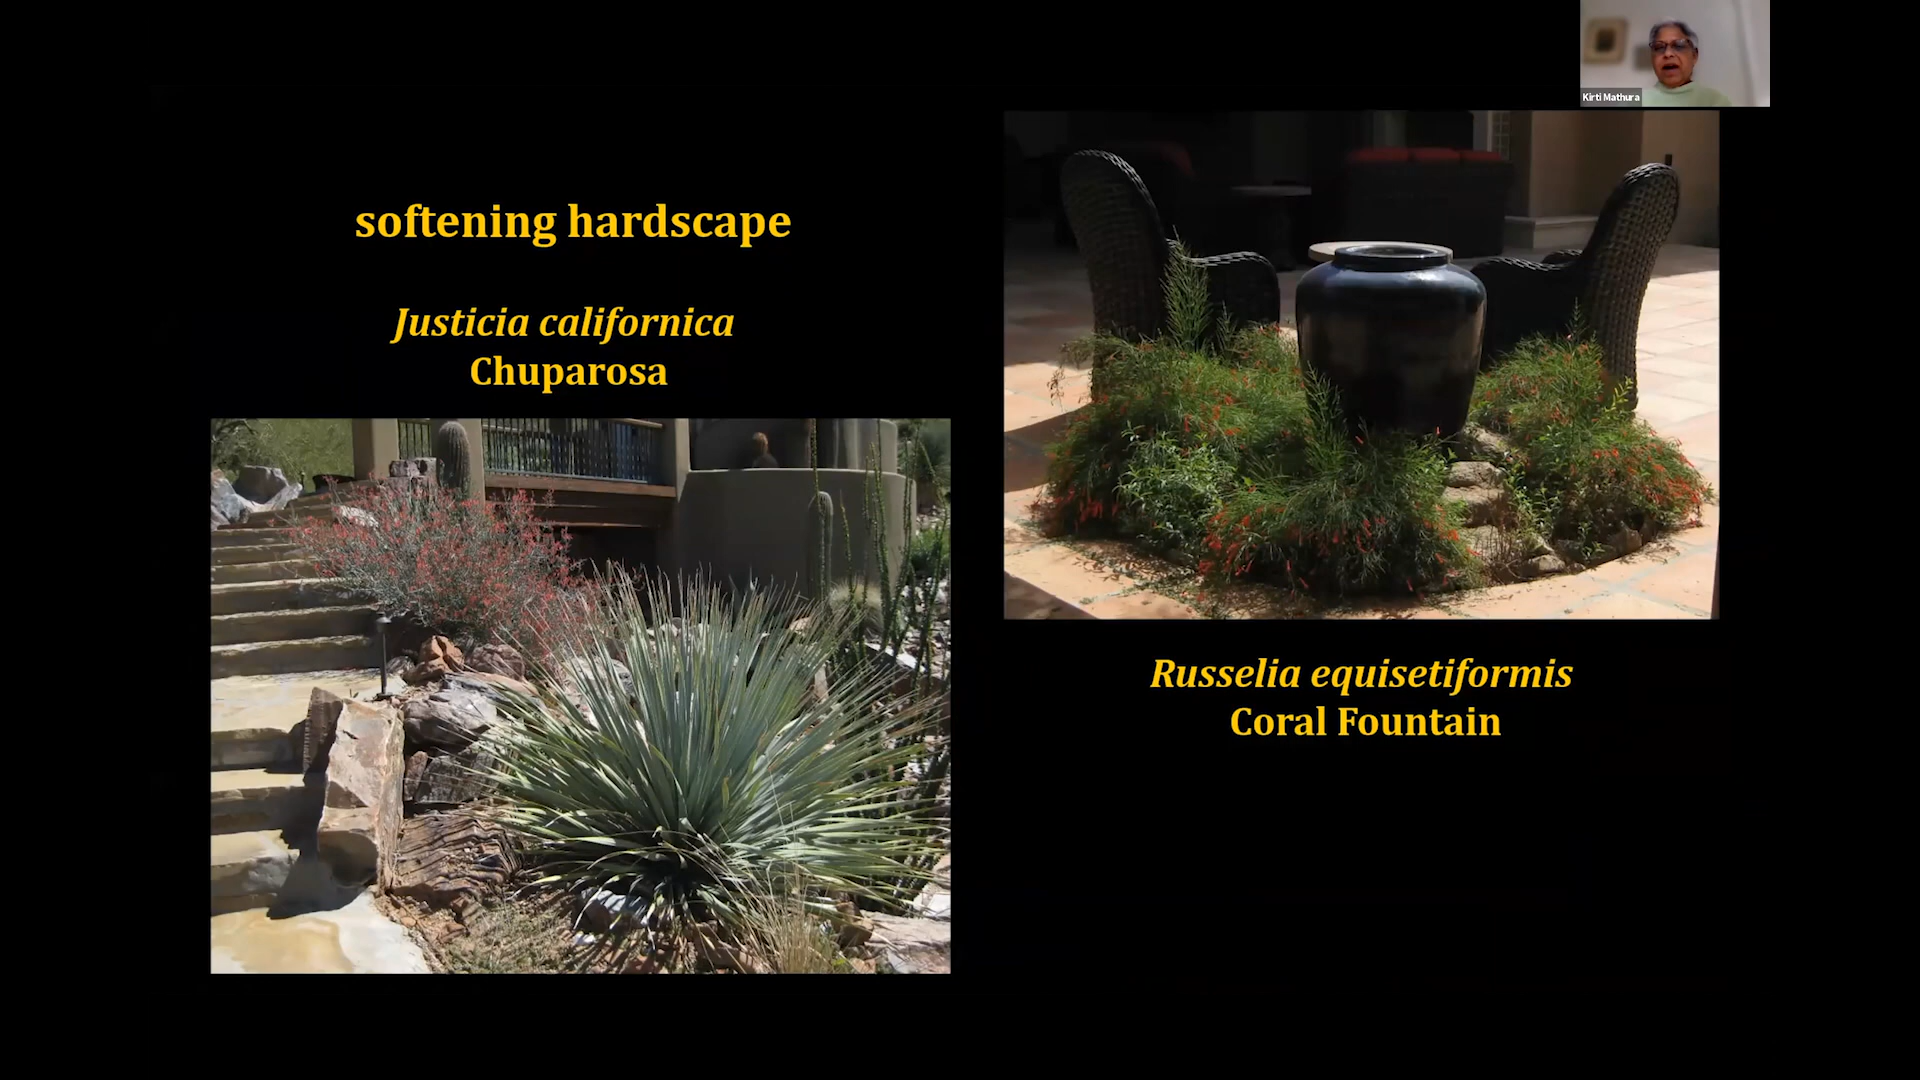 Kirti Mathura
softening hardscape
Justicia californica
Chuparosa
Russelia equisetiformis
Coral Fountain